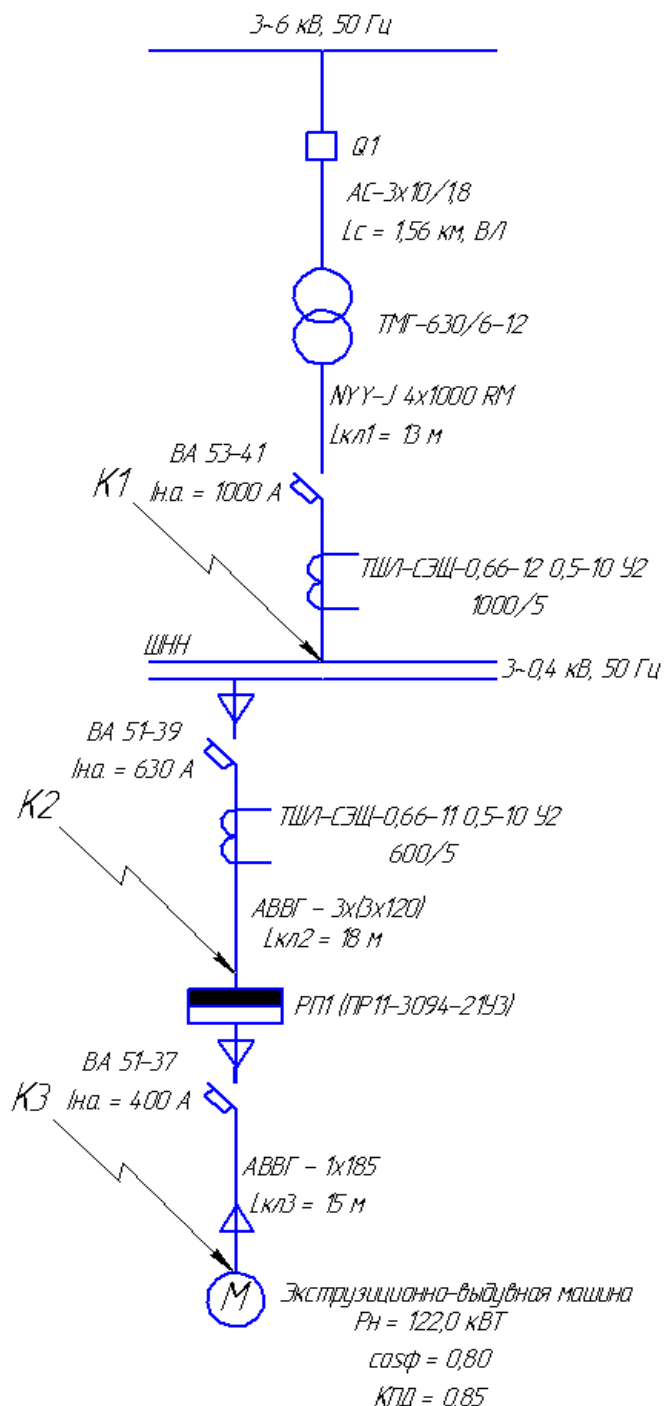 3~6 кВ, 50 Гц
Q1
АС-3х10/1,8
Lс = 1,56 км, ВЛ
ТМГ-630/6-12
NYY-J 4x1000 RM
Lкл1 = 13 м
ВА 53-41
Iн.а. = 1000 А
К1
ТШЛ-СЭЩ-0,66-12 0,5-10 У2
1000/5
ШНН
3~0,4 кВ, 50 Гц
ВА 51-39
Iн.а. = 630 А
К2
ТШЛ-СЭЩ-0,66-11 0,5-10 У2
600/5
АВВГ - 3х(3х120)
Lкл2 = 18 м
РП1 (ПР11-3094-21У3)
ВА 51-37
К3
Iн.а. = 400 А
АВВГ - 1х185
Lкл3 = 15 м
М
Экструзионно-выдувная машина
Рн = 122,0 кВТ
cosφ = 0,80
КПД = 0,85